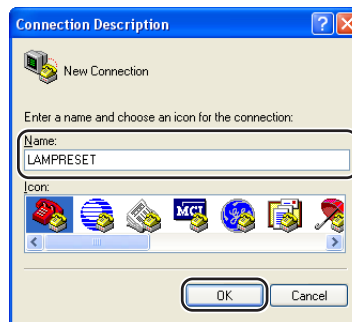 Connection Description
New Connection
Enter a name and choose an icon for the connection:
Name:
LAMPRESET
Icon:
MCI
OK
Cancel